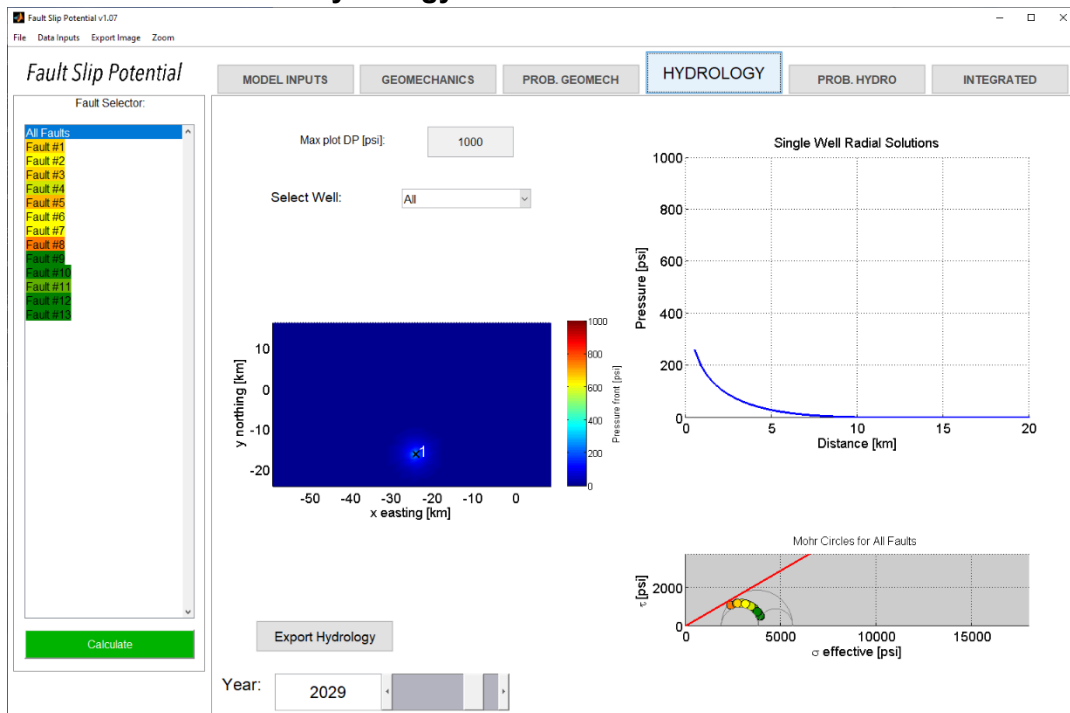 Fault Slip Potential v1.07
File Data Inputs Export Image Zoom
Fault Slip Potential
MODEL INPUTS GEOMECHANICS PROB. GEOMECH HYDROLOGY PROB. HYDRO INTEGRATED
Fault Selector:
All Faults
Fault #1
Fault #2
Fault #3
Fault #4
Fault #5
Fault #6
Fault #7
Fault #8
Fault #9
Fault #10
Fault #11
Fault #12
Fault #13
Calculate
Max plot DP [psi]: 1000
Select Well: All
y northing [km]
10
0
-10
-20
-50 -40 -30 -20 -10 0
x easting [km]
1
1000
800
600
400
200
0
Pressure front [psi]
Export Hydrology
Year: 2029
Single Well Radial Solutions
Pressure [psi]
1000
800
600
400
200
0
0 5 10 15 20
Distance [km]
Mohr Circles for All Faults
τ [psi]
2000
0
0 5000 10000 15000
σ effective [psi]